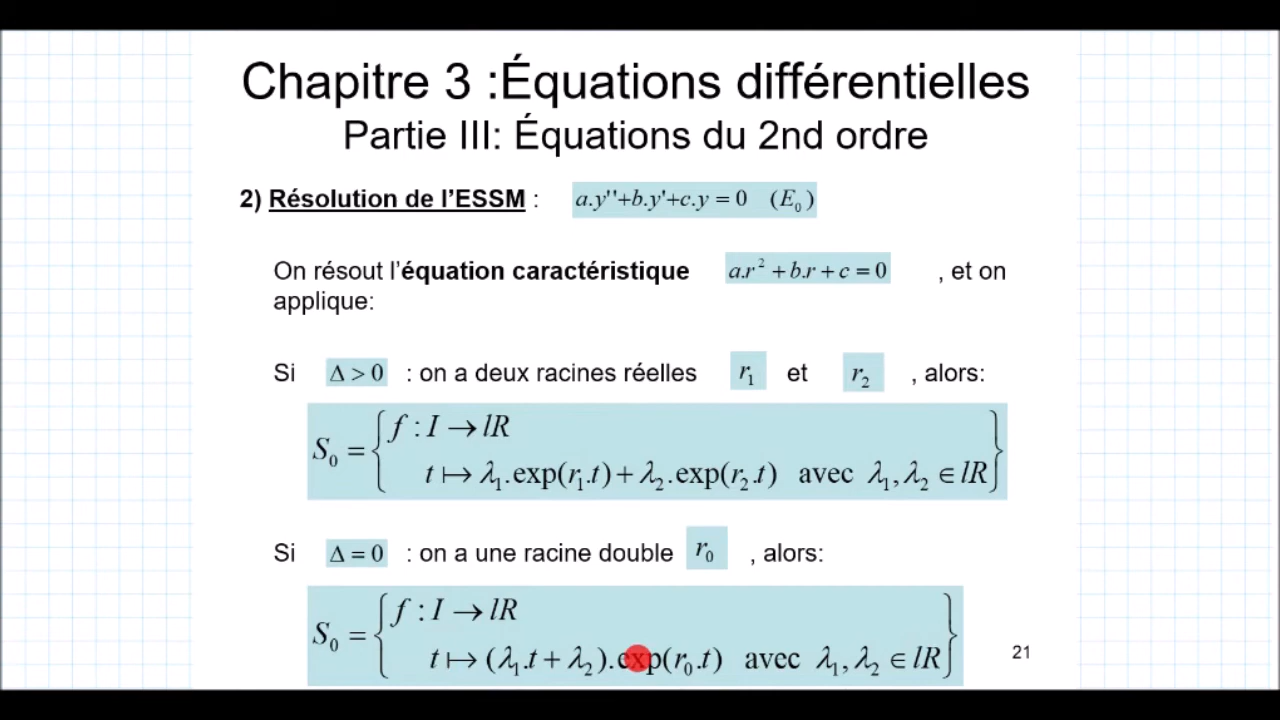 Chapitre 3 :Équations différentielles
Partie III: Équations du 2nd ordre
2) Résolution de l’ESSM : a.y''+b.y'+c.y = 0 (E₀)
On résout l’équation caractéristique a.r² + b.r + c = 0 , et on
applique:
Si Δ > 0 : on a deux racines réelles r₁ et r₂ , alors:
S₀ = { f : I → lR
t ↦ λ₁.exp(r₁.t) + λ₂.exp(r₂.t) avec λ₁, λ₂ ∈ lR }
Si Δ = 0 : on a une racine double r₀ , alors:
S₀ = { f : I → lR
t ↦ (λ₁.t + λ₂).exp(r₀.t) avec λ₁, λ₂ ∈ lR }
21